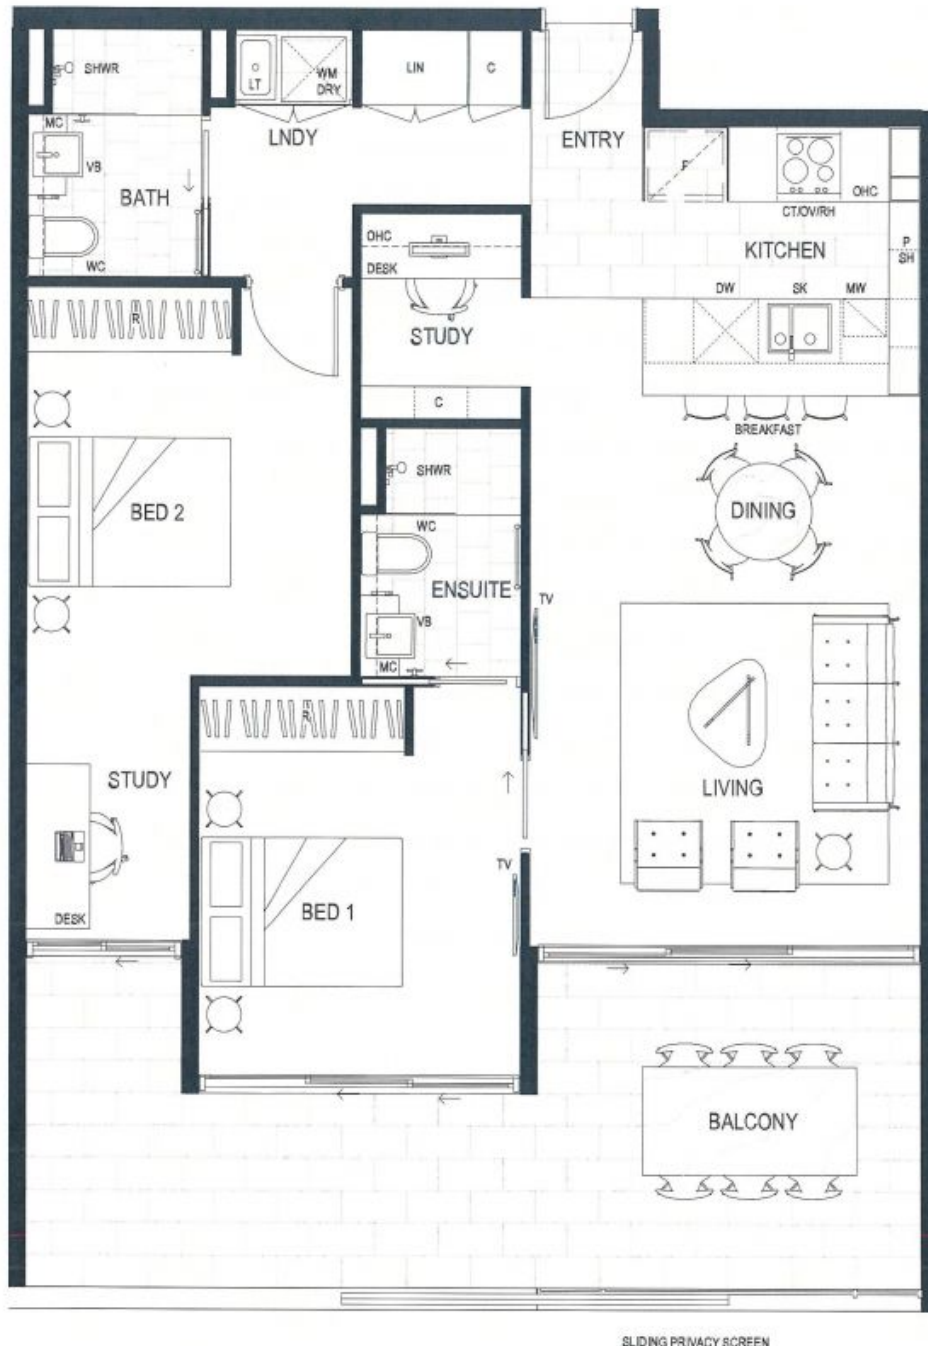 SHWR
LT
WM
DRY
LIN
C
LNDY
ENTRY
MC
VB
BATH
WC
F
OHC
CT/OV/RH
KITCHEN
P
SH
OHC
DESK
STUDY
C
DW
SK
MW
BREAKFAST
DINING
R
BED 2
SHWR
WC
ENSUITE
VB
MC
TV
R
STUDY
DESK
LIVING
TV
BED 1
BALCONY
SLIDING PRIVACY SCREEN